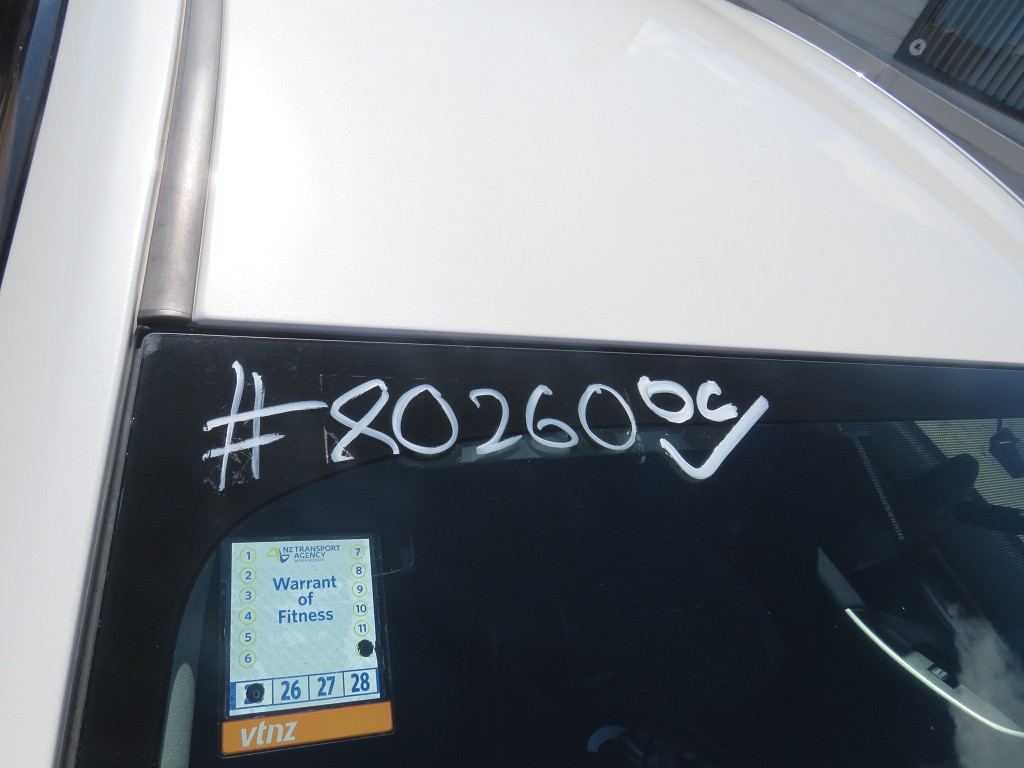 #80260 OC
NZ TRANSPORT
AGENCY
Warrant
of
Fitness
1
2
3
4
5
6
7
8
9
10
11
26 27 28
vtnz